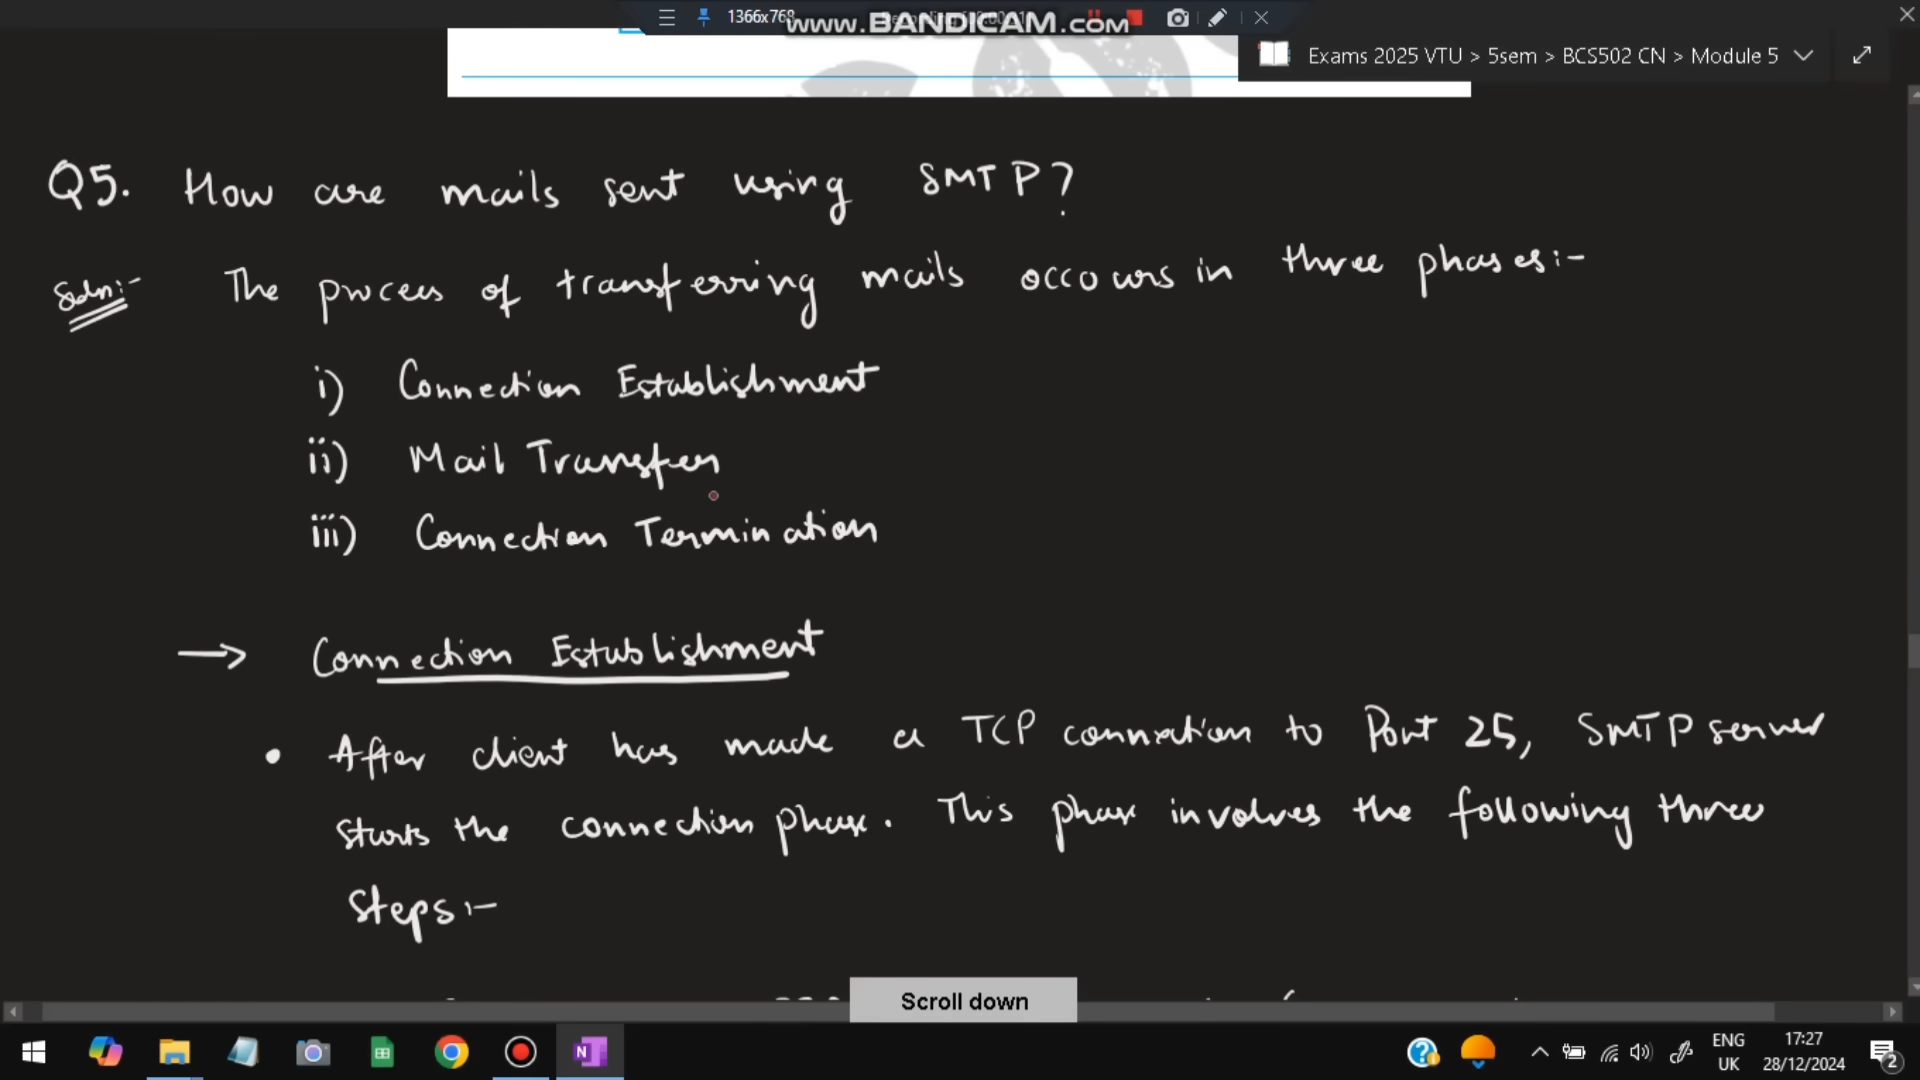 1366x768
www.BANDICAM.com
Exams 2025 VTU > 5sem > BCS502 CN > Module 5
Q5. How are mails sent using SMTP?
Soln:- The process of transferring mails occours in three phases:-
i) Connection Establishment
ii) Mail Transfer
iii) Connection Termination
→ Connection Establishment
• After client has made a TCP connection to Port 25, SMTP server
starts the connection phase. This phase involves the following three
steps:-
Scroll down
ENG
UK
17:27
28/12/2024
2